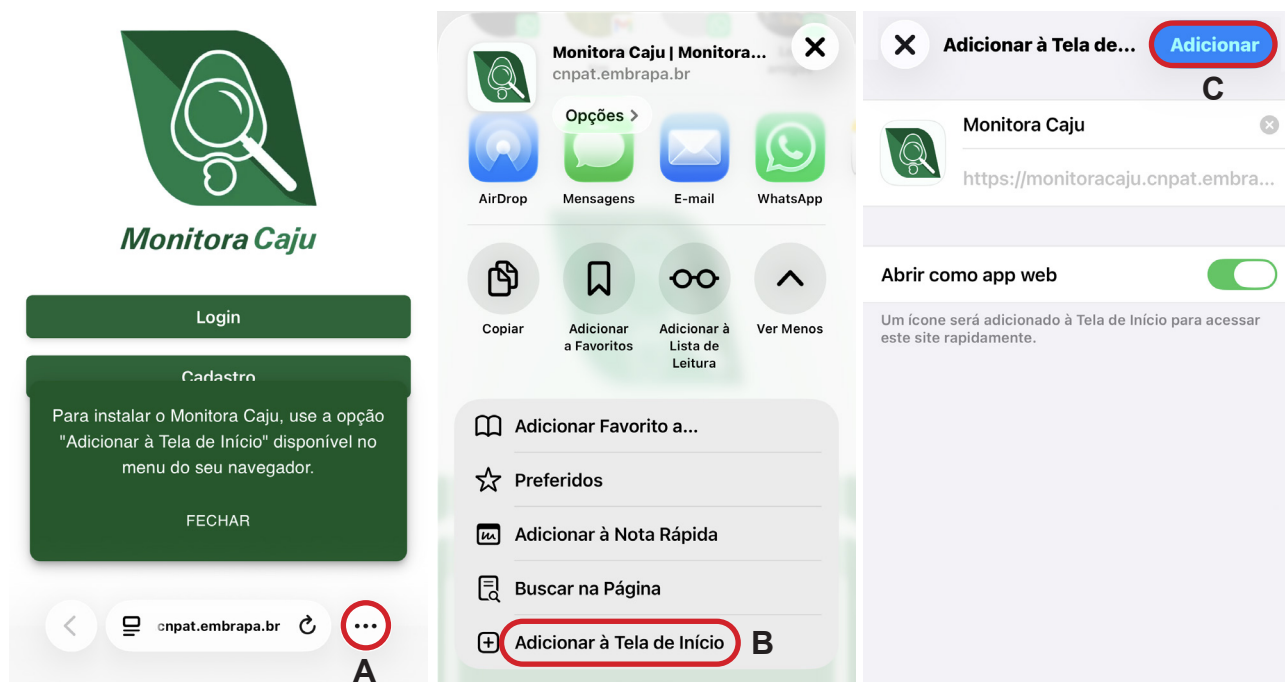 Monitora Caju
Login
Cadastro
Para instalar o Monitora Caju, use a opção
"Adicionar à Tela de Início" disponível no
menu do seu navegador.
FECHAR
cnpat.embrapa.br
A
Monitora Caju | Monitora...
cnpat.embrapa.br
Opções >
AirDrop
Mensagens
E-mail
WhatsApp
Copiar
Adicionar
a Favoritos
Adicionar à
Lista de
Leitura
Ver Menos
Adicionar Favorito a...
Preferidos
Adicionar à Nota Rápida
Buscar na Página
Adicionar à Tela de Início
B
Adicionar à Tela de...
Adicionar
C
Monitora Caju
https://monitoracaju.cnpat.embra...
Abrir como app web
Um ícone será adicionado à Tela de Início para acessar
este site rapidamente.